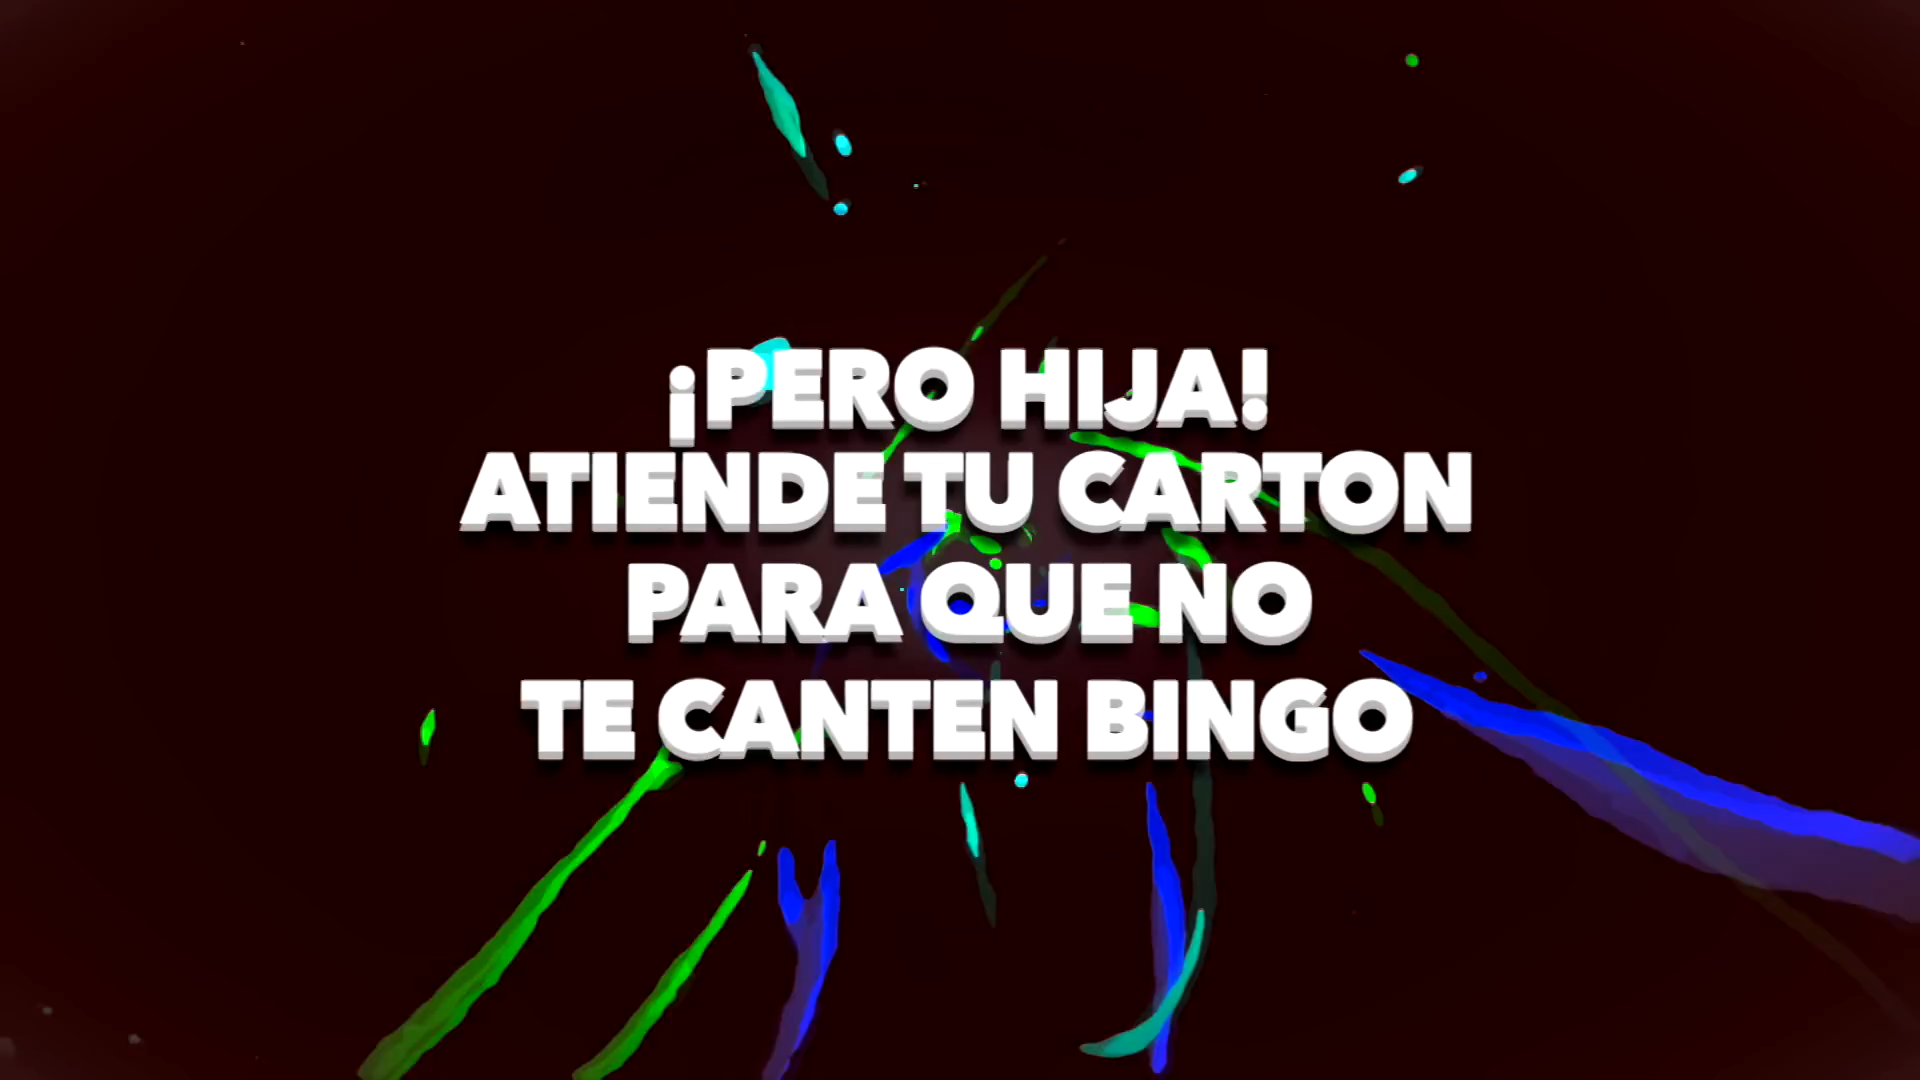 ¡PERO HIJA!
ATIENDE TU CARTON
PARA QUE NO
TE CANTEN BINGO